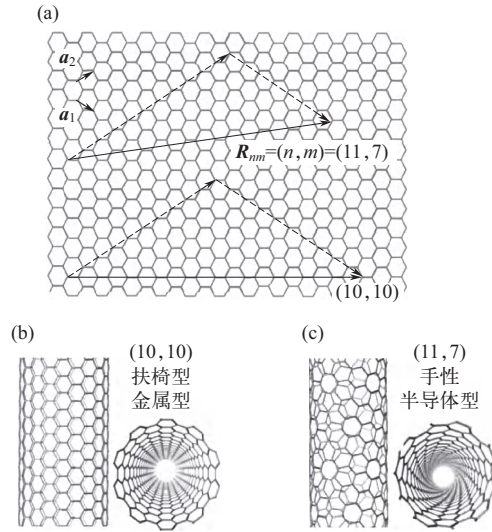 (a)
a₂
a₁
Rₙₘ=(n,m)=(11,7)
(10,10)
(b)
(10,10)
扶椅型
金属型
(c)
(11,7)
手性
半导体型